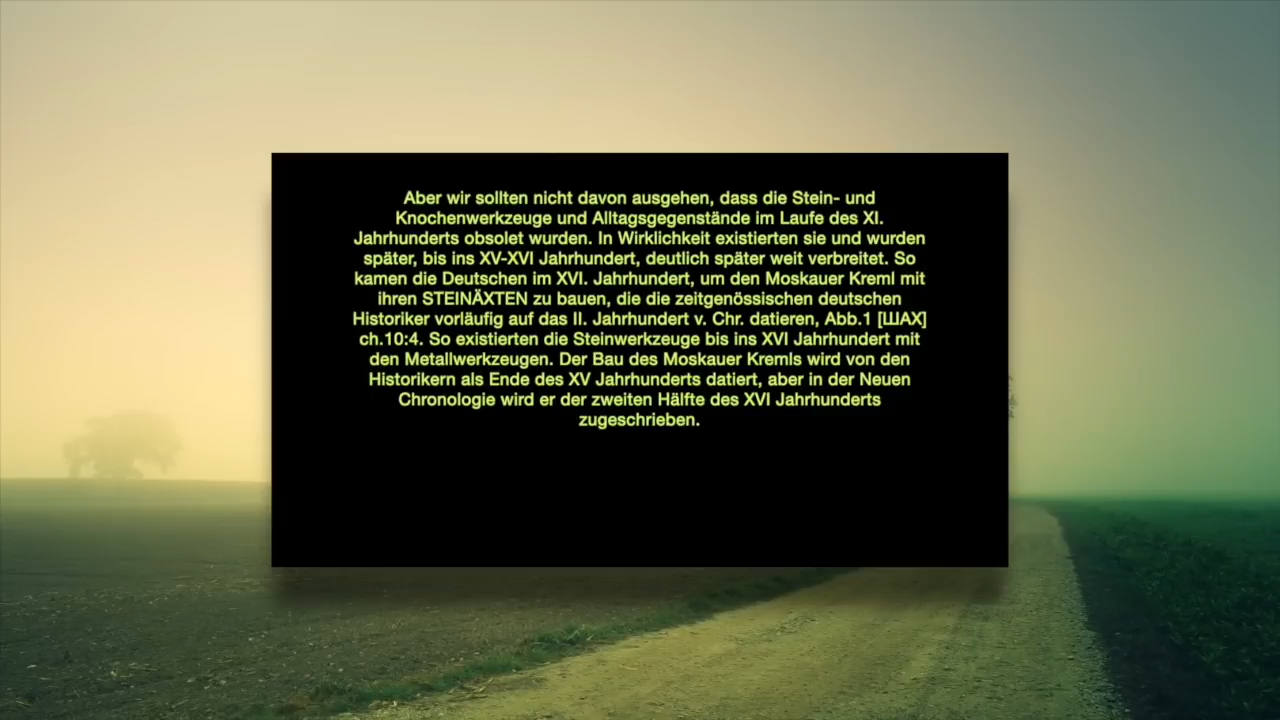 Aber wir sollten nicht davon ausgehen, dass die Stein- und
Knochenwerkzeuge und Alltagsgegenstände im Laufe des XI.
Jahrhunderts obsolet wurden. In Wirklichkeit existierten sie und wurden
später, bis ins XV-XVI Jahrhundert, deutlich später weit verbreitet. So
kamen die Deutschen im XVI. Jahrhundert, um den Moskauer Kreml mit
ihren STEINÄXTEN zu bauen, die die zeitgenössischen deutschen
Historiker vorläufig auf das II. Jahrhundert v. Chr. datieren, Abb.1 [ШАХ]
ch.10:4. So existierten die Steinwerkzeuge bis ins XVI Jahrhundert mit
den Metallwerkzeugen. Der Bau des Moskauer Kremls wird von den
Historikern als Ende des XV Jahrhunderts datiert, aber in der Neuen
Chronologie wird er der zweiten Hälfte des XVI Jahrhunderts
zugeschrieben.